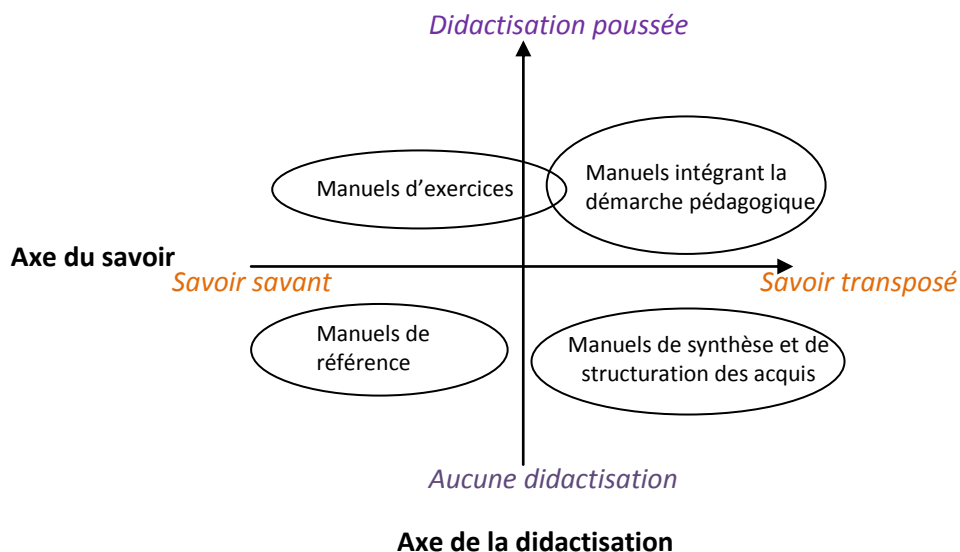 Didactisation poussée
Manuels d’exercices
Manuels intégrant la
démarche pédagogique
Axe du savoir
Savoir savant
Savoir transposé
Manuels de
référence
Manuels de synthèse et de
structuration des acquis
Aucune didactisation
Axe de la didactisation